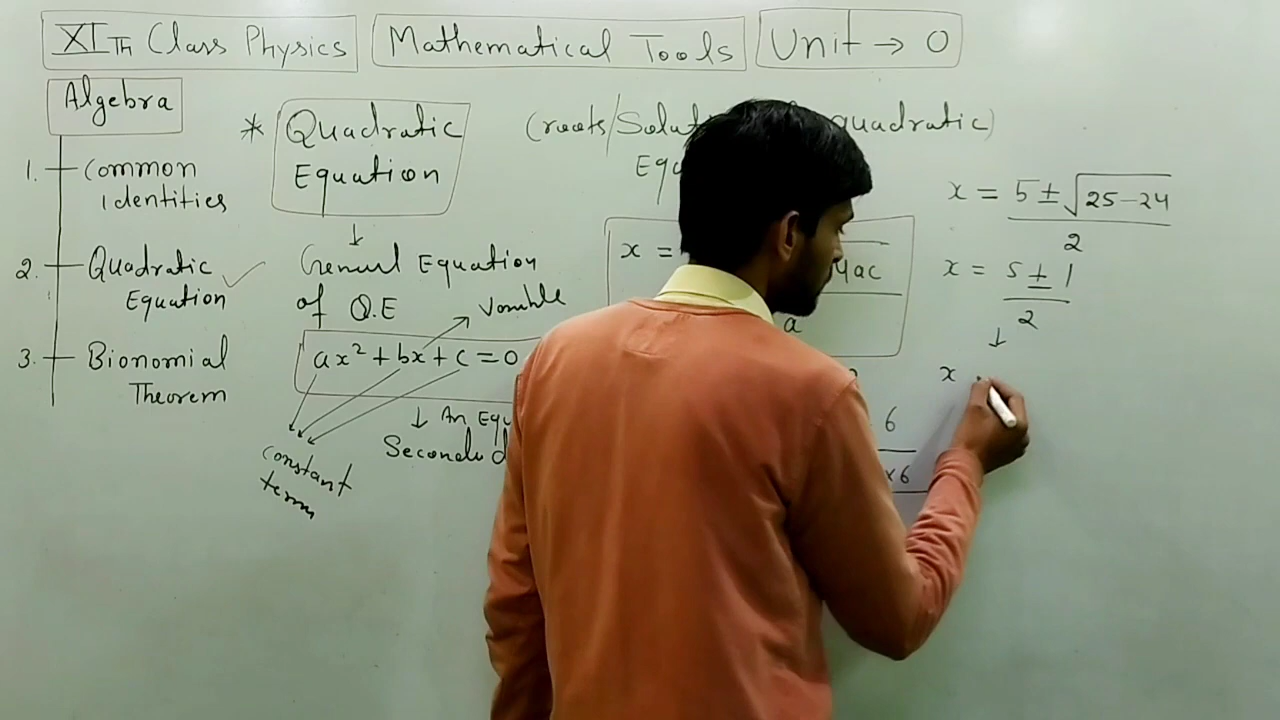 XITh Class Physics
Mathematical Tools
Unit → 0
Algebra
1. Common
Identities
2. Quadratic ✓
Equation
3. Bionomial
Theorem
* Quadratic
Equation
↓
General Equation
of Q.E
Variable
ax² + bx + c = 0
constant
term
↓ An Equ
(roots/Solut quadratic)
Equ
x =
4ac
a
6
x6
x = 5 ± √25-24
2
x = 5 ± 1
2
↓
x